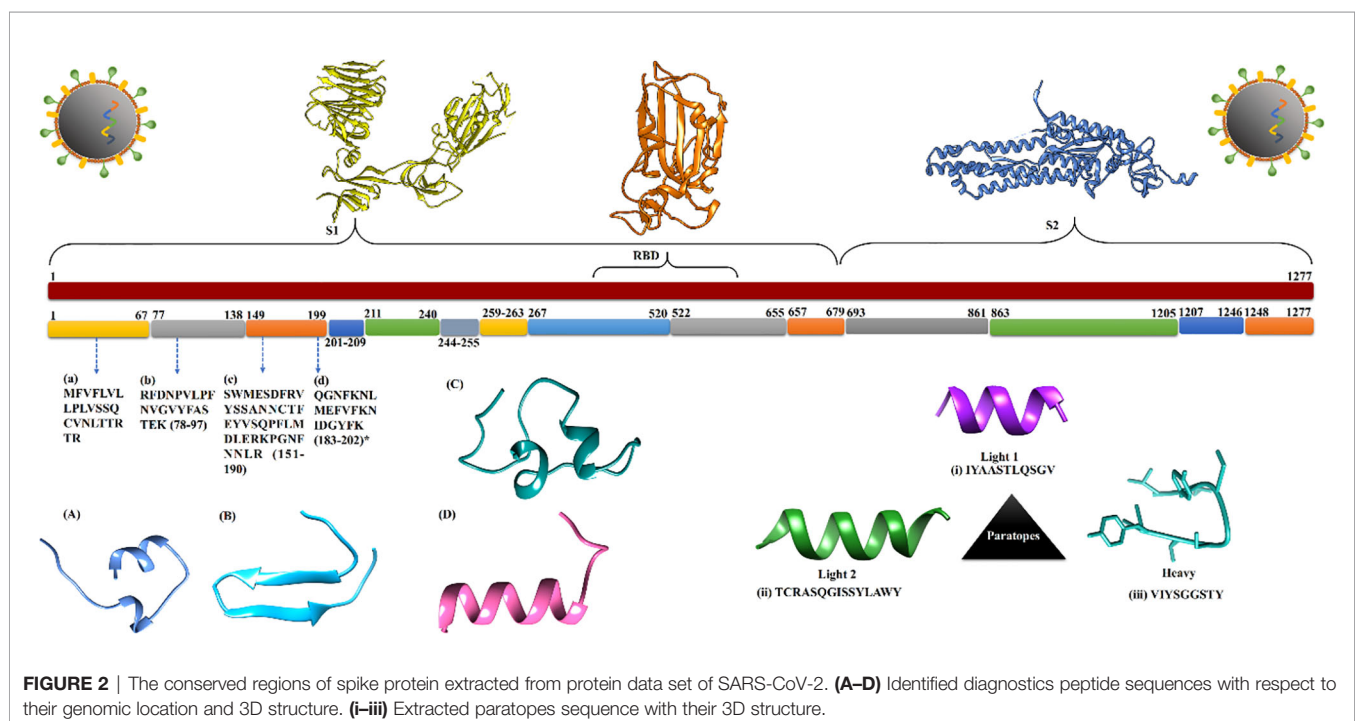 S1
RBD
S2
1
1277
1 67 77 138 149 199 211 240 259-263 267 520 522 655 657 679 693 861 863 1205 1207 1246 1248 1277
201-209 244-255
(a)
MFVFLVL
LPLVSSQ
CVNLTTR
TR
(b)
RFDNPVLPF
NVGVYFAS
TEK (78-97)
(c)
SWMESDFRV
YSSANNCTF
EYVSQPFLM
DLERKPGNF
NNLR (151-
190)
(d)
QGNFKNL
MEFVFKN
IDGYFK
(183-202)*
(C)
Light 1
(i) IYAASTLQSGV
(A)
(B)
(D)
Light 2
(ii) TCRASQGISSYLAWY
Paratopes
Heavy
(iii) VIYSGGSTY
FIGURE 2 | The conserved regions of spike protein extracted from protein data set of SARS-CoV-2. (A–D) Identified diagnostics peptide sequences with respect to
their genomic location and 3D structure. (i–iii) Extracted paratopes sequence with their 3D structure.